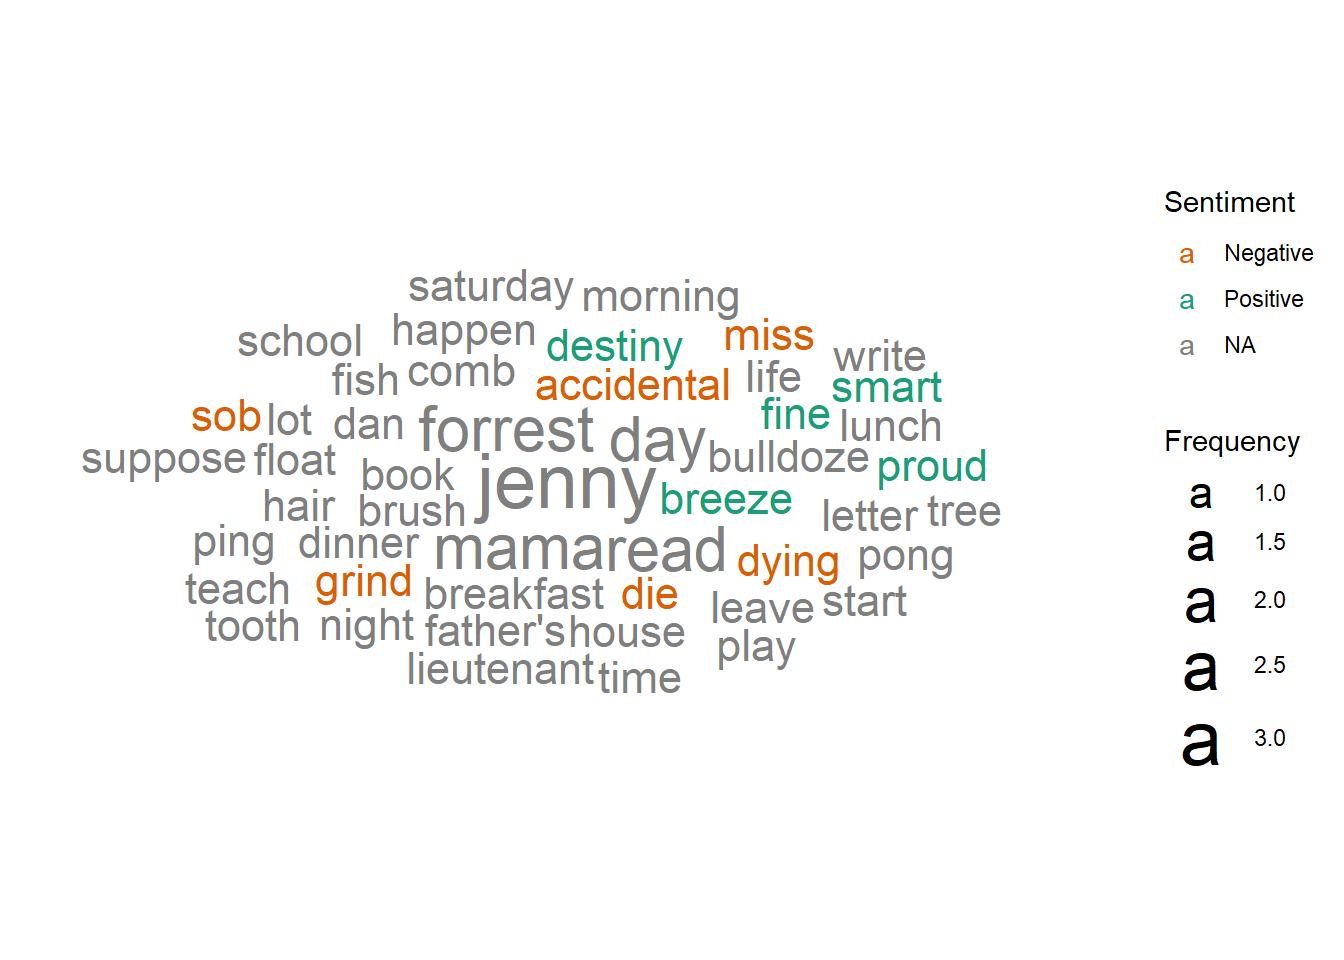 saturday morning
school happen destiny miss write
fish comb accidental life smart
sob lot dan forrest day fine lunch
suppose float book jenny bulldoze proud
hair brush breeze letter tree
ping dinner mama read dying pong
teach grind breakfast die leave start
tooth night father's house play
lieutenant time
Sentiment
a Negative
a Positive
a NA
Frequency
a 1.0
a 1.5
a 2.0
a 2.5
a 3.0